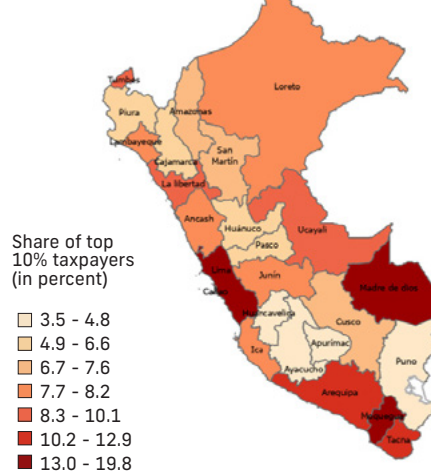 Tumbes
Loreto
Piura
Amazonas
Lambayeque
San
Martín
Cajamarca
La libertad
Ancash
Ucayali
Huánuco
Pasco
Share of top
10% taxpayers
(in percent)
Lima
Junín
Callao
Madre de dios
Huancavelica
Cusco
Apurímac
Ica
Ayacucho
Puno
Arequipa
Moquegua
Tacna
3.5 - 4.8
4.9 - 6.6
6.7 - 7.6
7.7 - 8.2
8.3 - 10.1
10.2 - 12.9
13.0 - 19.8